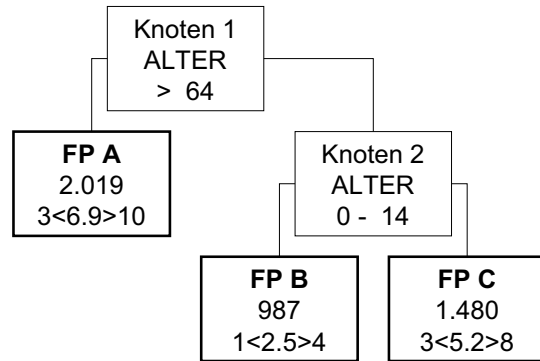 Knoten 1
ALTER
> 64
FP A
2.019
3<6.9>10
Knoten 2
ALTER
0 - 14
FP B
987
1<2.5>4
FP C
1.480
3<5.2>8